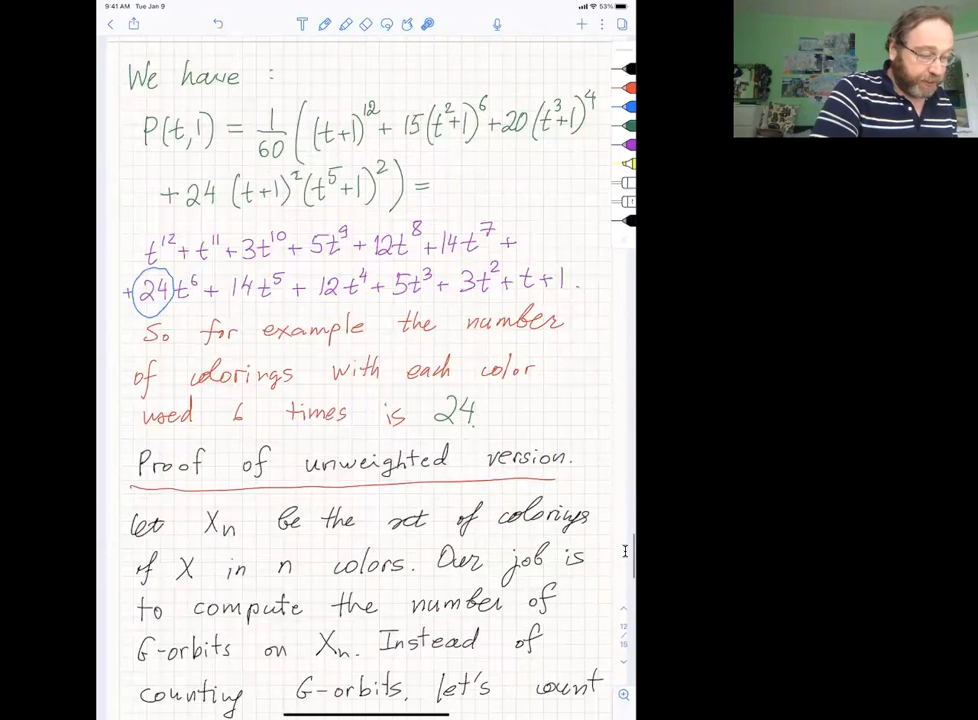 9:41 AM Tue Jan 9
53%
We have :
P(t,1) = 1/60 ( (t+1)^12 + 15(t^2+1)^6 + 20(t^3+1)^4
+ 24 (t+1)^2 (t^5+1)^2 ) =
t^12 + t^11 + 3t^10 + 5t^9 + 12t^8 + 14t^7 +
+ 24t^6 + 14t^5 + 12t^4 + 5t^3 + 3t^2 + t + 1.
So for example the number
of colorings with each color
used 6 times is 24.
Proof of unweighted version.
Let X_n be the set of colorings
of X in n colors. Our job is
to compute the number of
G-orbits on X_n. Instead of
counting G-orbits, let's count
12
/
15